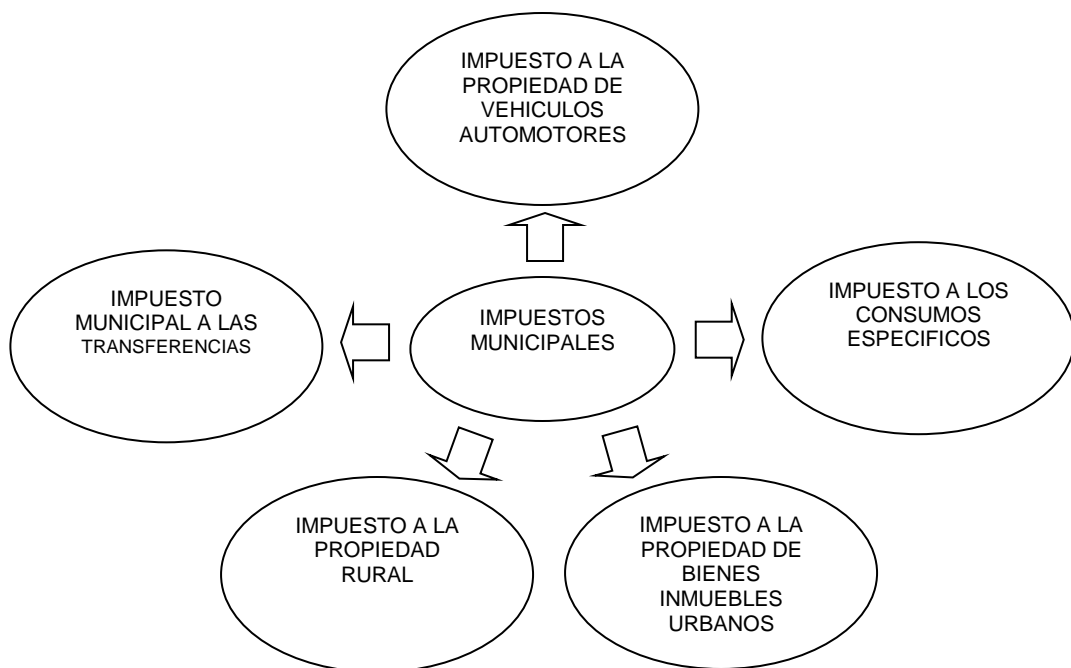 IMPUESTO A LA
PROPIEDAD DE
VEHICULOS
AUTOMOTORES
IMPUESTO
MUNICIPAL A LAS
TRANSFERENCIAS
IMPUESTOS
MUNICIPALES
IMPUESTO A LOS
CONSUMOS
ESPECIFICOS
IMPUESTO A LA
PROPIEDAD
RURAL
IMPUESTO A LA
PROPIEDAD DE
BIENES
INMUEBLES
URBANOS